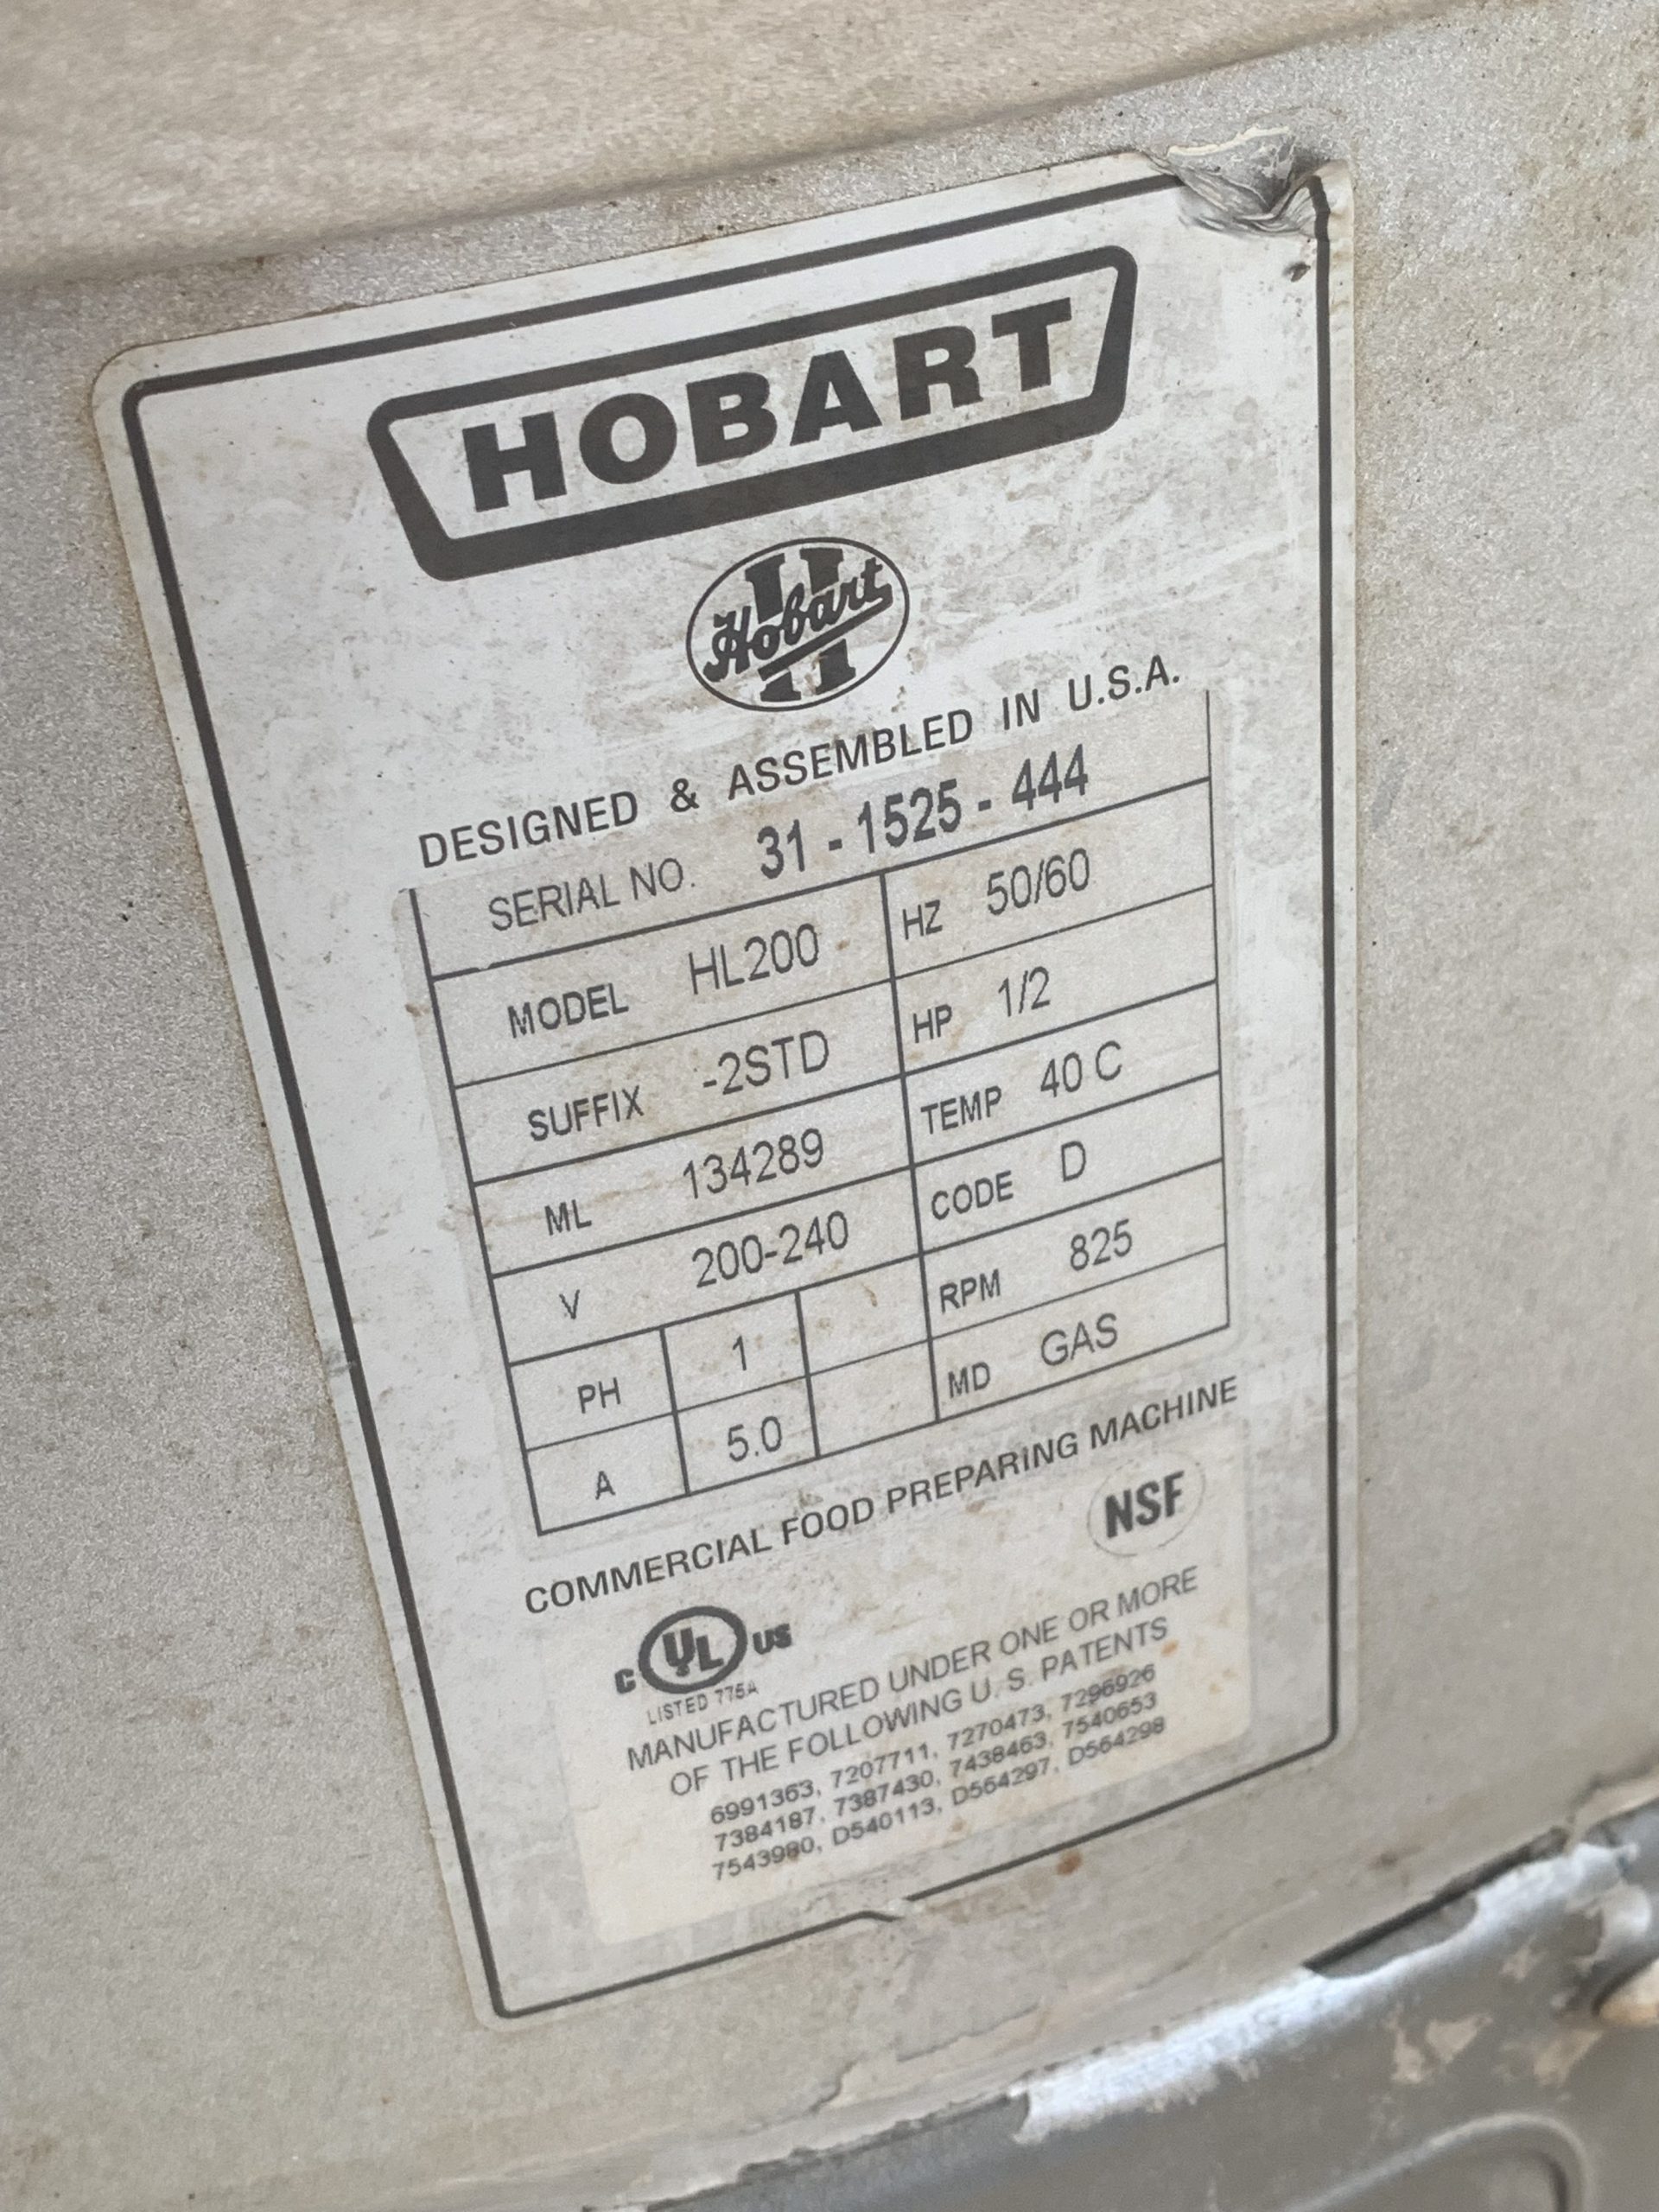 HOBART
Hobart
DESIGNED & ASSEMBLED IN U.S.A.
SERIAL NO. 31 - 1525 - 444
MODEL HL200 HZ 50/60
SUFFIX -2STD HP 1/2
ML 134289 TEMP 40 C
V 200-240 CODE D
PH 1 RPM 825
A 5.0 MD GAS
COMMERCIAL FOOD PREPARING MACHINE
NSF
C UL US
LISTED 775A
MANUFACTURED UNDER ONE OR MORE
OF THE FOLLOWING U. S. PATENTS
6991363, 7207711, 7270473, 7296926
7384187, 7387430, 7438463, 7540653
7543980, D540113, D564297, D564298